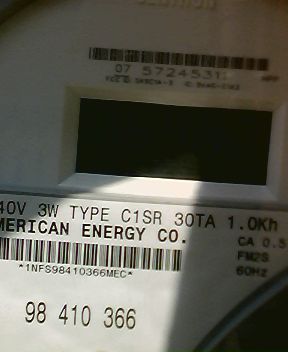 07 5724531
40V 3W TYPE C1SR 30TA 1.0Kh
MERICAN ENERGY CO.
CA 0.5
FM2S
60Hz
*1NFS98410366MEC*
98 410 366